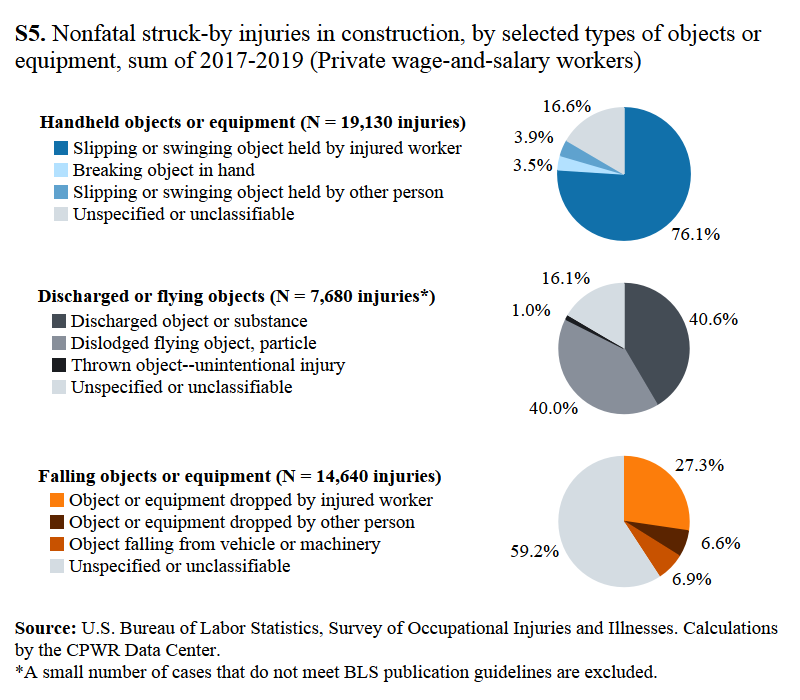 S5. Nonfatal struck-by injuries in construction, by selected types of objects or
equipment, sum of 2017-2019 (Private wage-and-salary workers)
Handheld objects or equipment (N = 19,130 injuries)
Slipping or swinging object held by injured worker
Breaking object in hand
Slipping or swinging object held by other person
Unspecified or unclassifiable
16.6%
3.9%
3.5%
76.1%
Discharged or flying objects (N = 7,680 injuries*)
Discharged object or substance
Dislodged flying object, particle
Thrown object--unintentional injury
Unspecified or unclassifiable
16.1%
1.0%
40.6%
40.0%
Falling objects or equipment (N = 14,640 injuries)
Object or equipment dropped by injured worker
Object or equipment dropped by other person
Object falling from vehicle or machinery
Unspecified or unclassifiable
27.3%
6.6%
59.2%
6.9%
Source: U.S. Bureau of Labor Statistics, Survey of Occupational Injuries and Illnesses. Calculations
by the CPWR Data Center.
*A small number of cases that do not meet BLS publication guidelines are excluded.